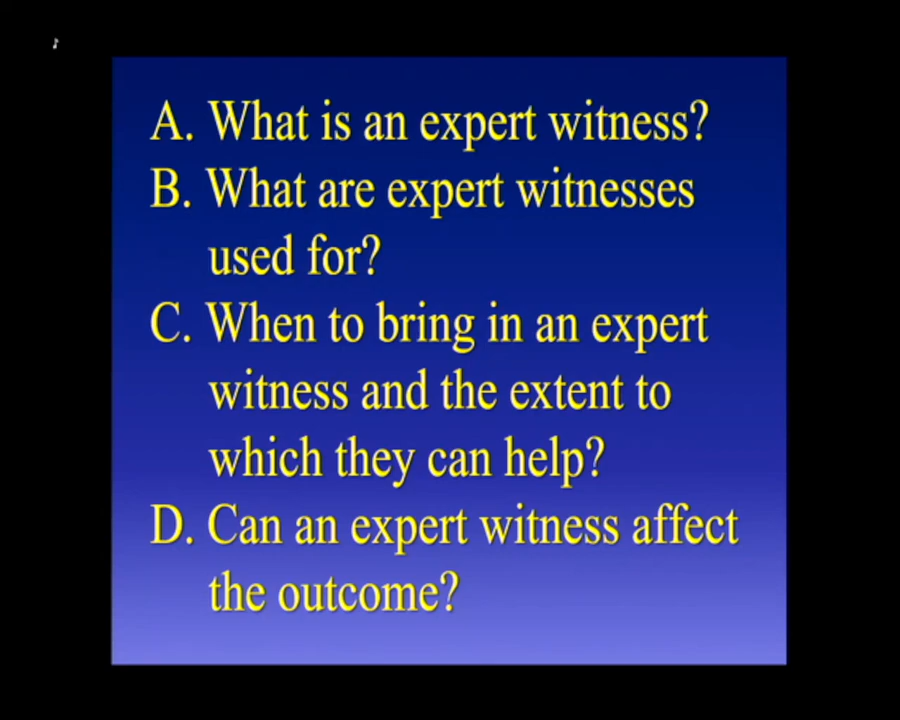 A. What is an expert witness?
B. What are expert witnesses
used for?
C. When to bring in an expert
witness and the extent to
which they can help?
D. Can an expert witness affect
the outcome?